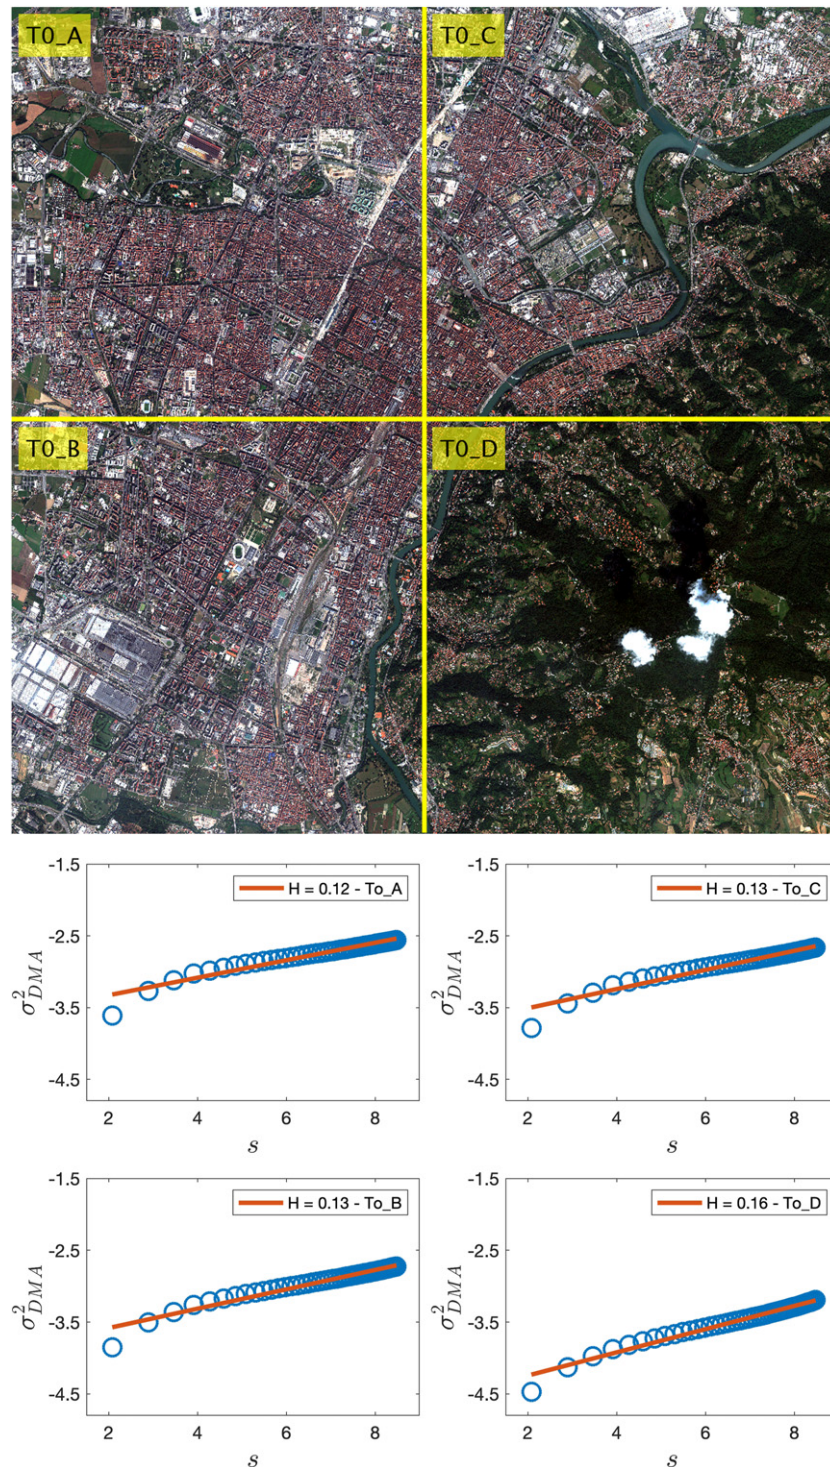 T0_A
T0_C
T0_B
T0_D
-1.5
-2.5
-3.5
-4.5
σ²DMA
H = 0.12 - To_A
2 4 6 8
s
-1.5
-2.5
-3.5
-4.5
σ²DMA
H = 0.13 - To_C
2 4 6 8
s
-1.5
-2.5
-3.5
-4.5
σ²DMA
H = 0.13 - To_B
2 4 6 8
s
-1.5
-2.5
-3.5
-4.5
σ²DMA
H = 0.16 - To_D
2 4 6 8
s